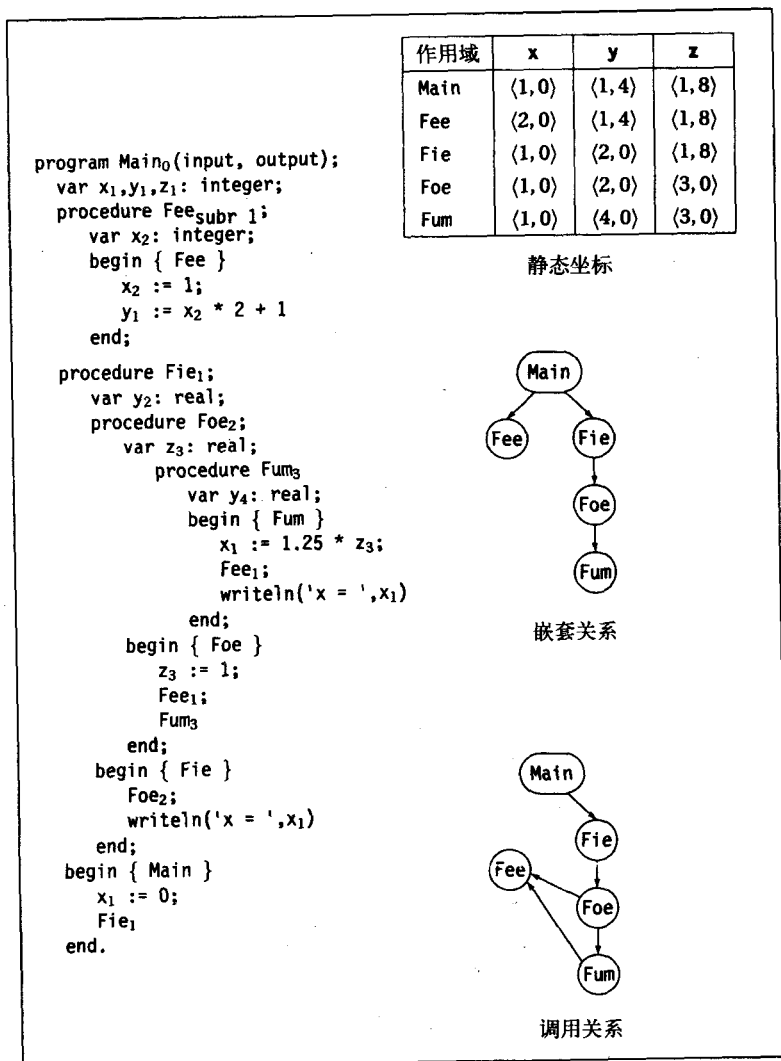 作用域 x y z
Main ⟨1,0⟩ ⟨1,4⟩ ⟨1,8⟩
Fee ⟨2,0⟩ ⟨1,4⟩ ⟨1,8⟩
Fie ⟨1,0⟩ ⟨2,0⟩ ⟨1,8⟩
Foe ⟨1,0⟩ ⟨2,0⟩ ⟨3,0⟩
Fum ⟨1,0⟩ ⟨4,0⟩ ⟨3,0⟩
静态坐标
program Main₀(input, output);
var x₁,y₁,z₁: integer;
procedure Fee subr 1;
var x₂: integer;
begin { Fee }
x₂ := 1;
y₁ := x₂ * 2 + 1
end;
procedure Fie₁;
var y₂: real;
procedure Foe₂;
var z₃: real;
procedure Fum₃
var y₄: real;
begin { Fum }
x₁ := 1.25 * z₃;
Fee₁;
writeln('x = ',x₁)
end;
begin { Foe }
z₃ := 1;
Fee₁;
Fum₃
end;
begin { Fie }
Foe₂;
writeln('x = ',x₁)
end;
begin { Main }
x₁ := 0;
Fie₁
end.
Main
Fee
Fie
Foe
Fum
嵌套关系
Main
Fie
Fee
Foe
Fum
调用关系